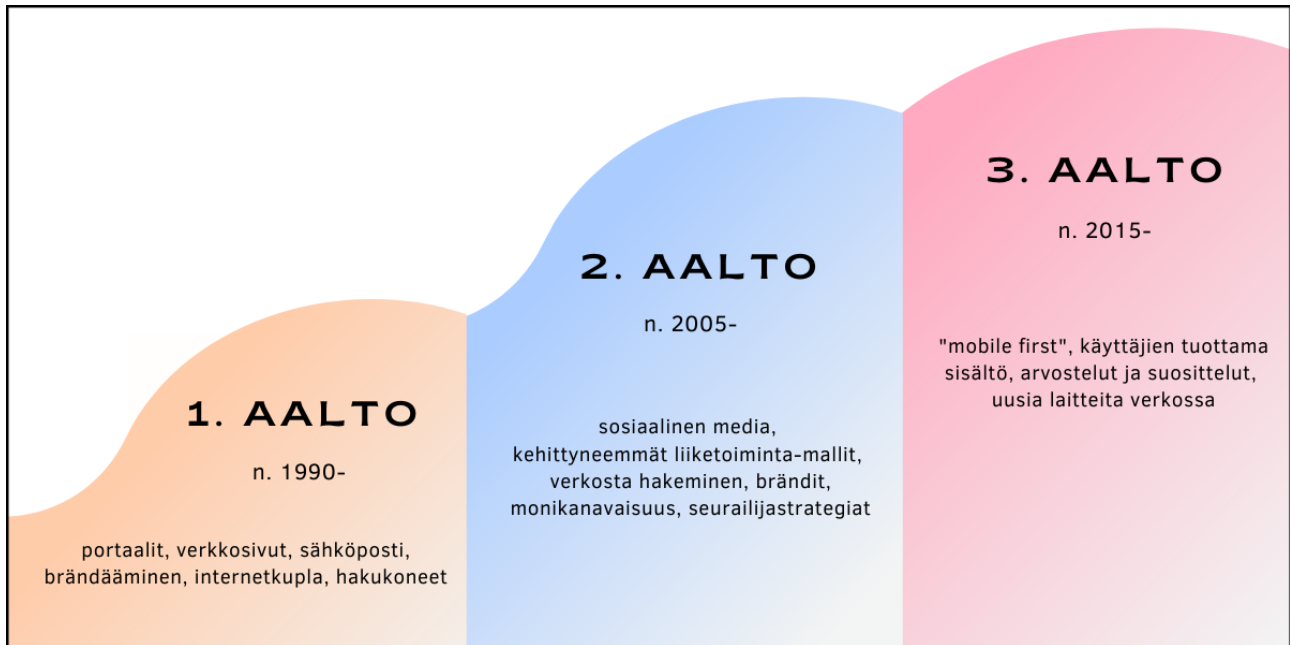 1. AALTO
n. 1990-
portaalit, verkkosivut, sähköposti,
brändääminen, internetkupla, hakukoneet
2. AALTO
n. 2005-
sosiaalinen media,
kehittyneemmät liiketoiminta-mallit,
verkosta hakeminen, brändit,
monikanavaisuus, seurailijastrategiat
3. AALTO
n. 2015-
"mobile first", käyttäjien tuottama
sisältö, arvostelut ja suosittelut,
uusia laitteita verkossa